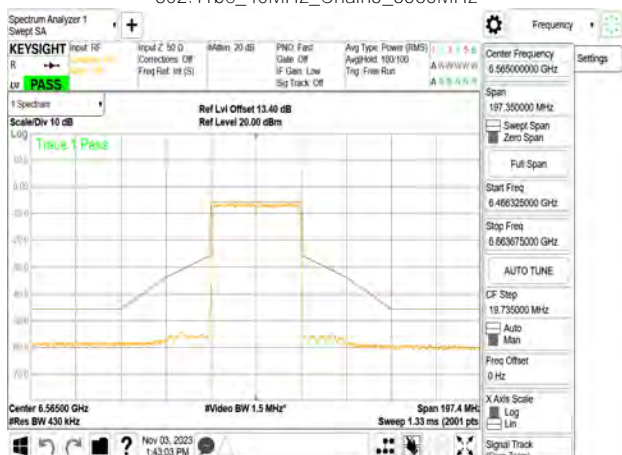 Spectrum Analyzer 1
Swept SA
Frequency
KEYSIGHT
Input: RF
R
PASS
Input Z: 50 Ω
Corrections: Off
Freq Ref: Int (S)
#Atten: 20 dB
PNO: Fast
Gate: Off
IF Gain: Low
Sig Track: Off
Avg Type: Power (RMS)
Avg|Hold: 100/100
Trig: Free Run
Center Frequency
6.565000000 GHz
Settings
Span
197.350000 MHz
Swept Span
Zero Span
Full Span
Start Freq
6.466325000 GHz
Stop Freq
6.663675000 GHz
AUTO TUNE
CF Step
19.735000 MHz
Auto
Man
Freq Offset
0 Hz
X Axis Scale
Log
Lin
Signal Track
1 Spectrum
Scale/Div 10 dB
Ref Lvl Offset 13.40 dB
Ref Level 20.00 dBm
Log
Trace 1 Pass
Center 6.56500 GHz
#Res BW 430 kHz
#Video BW 1.5 MHz*
Span 197.4 MHz
Sweep 1.33 ms (2001 pts
Nov 03, 2023
1:43:03 PM